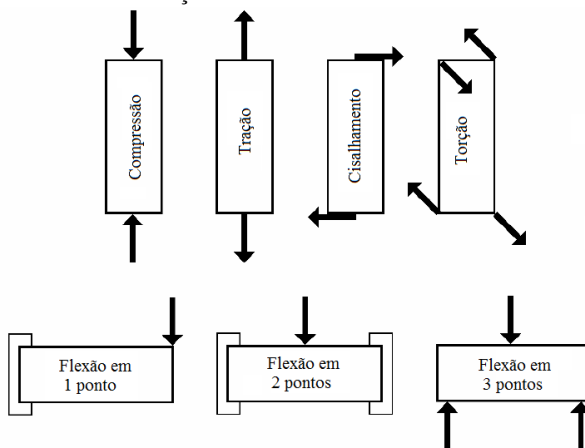 Compressão
Tração
Cisalhamento
Torção
Flexão em
1 ponto
Flexão em
2 pontos
Flexão em
3 pontos